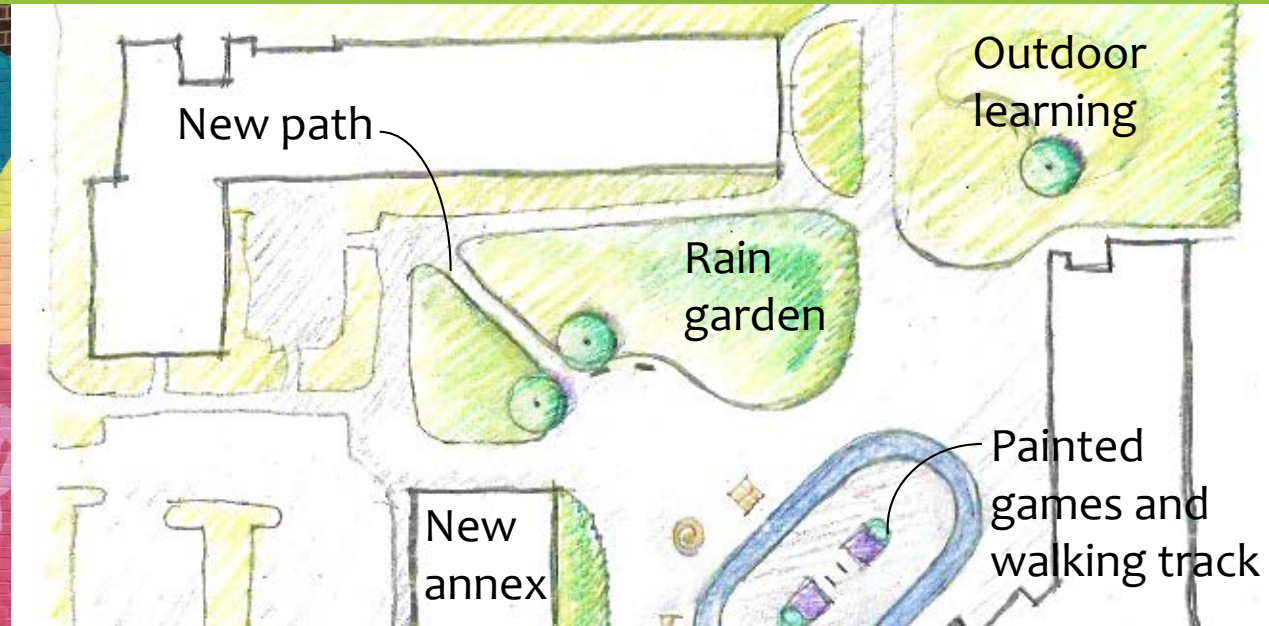 Outdoor
learning
New path
Rain
garden
Painted
games and
walking track
New
annex